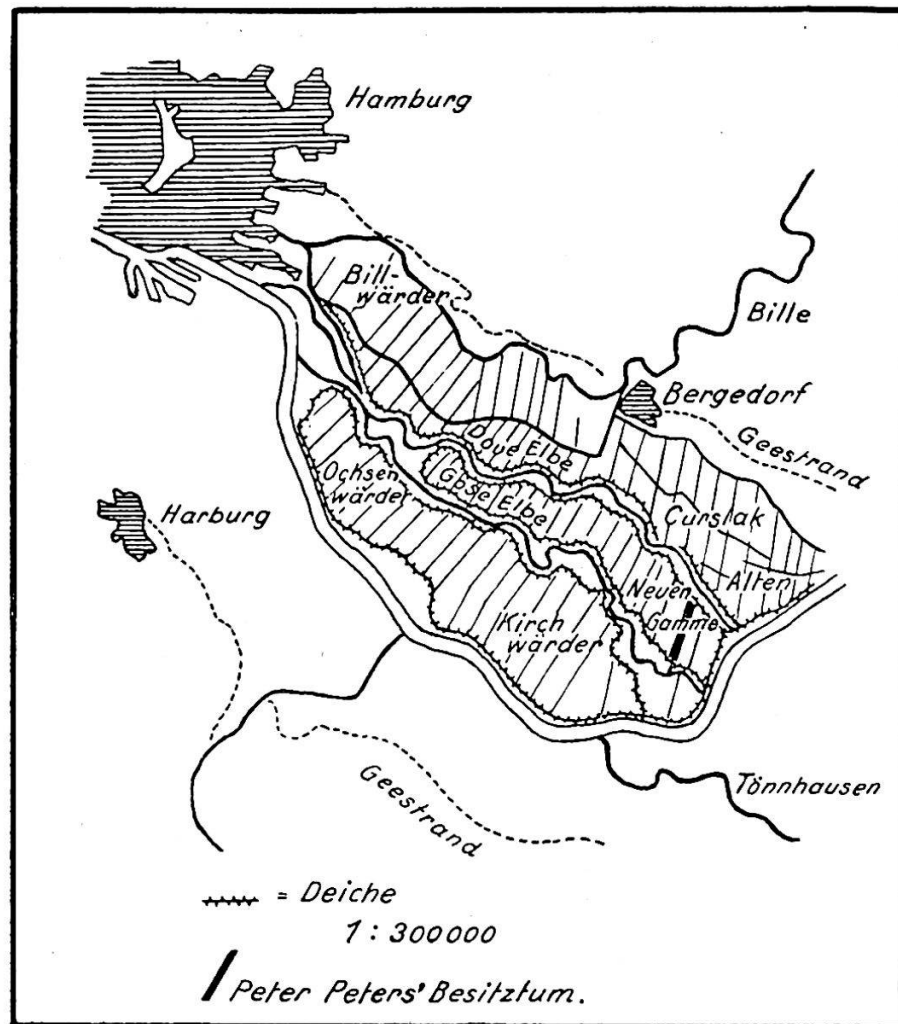 Hamburg
Bill-
wärder
Bille
Bergedorf
Geestrand
Dove Elbe
Gose Elbe
Ochsen
wärder
Harburg
Curslak
Alten
Neuen
Gamme
Kirch
wärder
Tönnhausen
Geestrand
= Deiche
1 : 300000
Peter Peters' Besitztum.